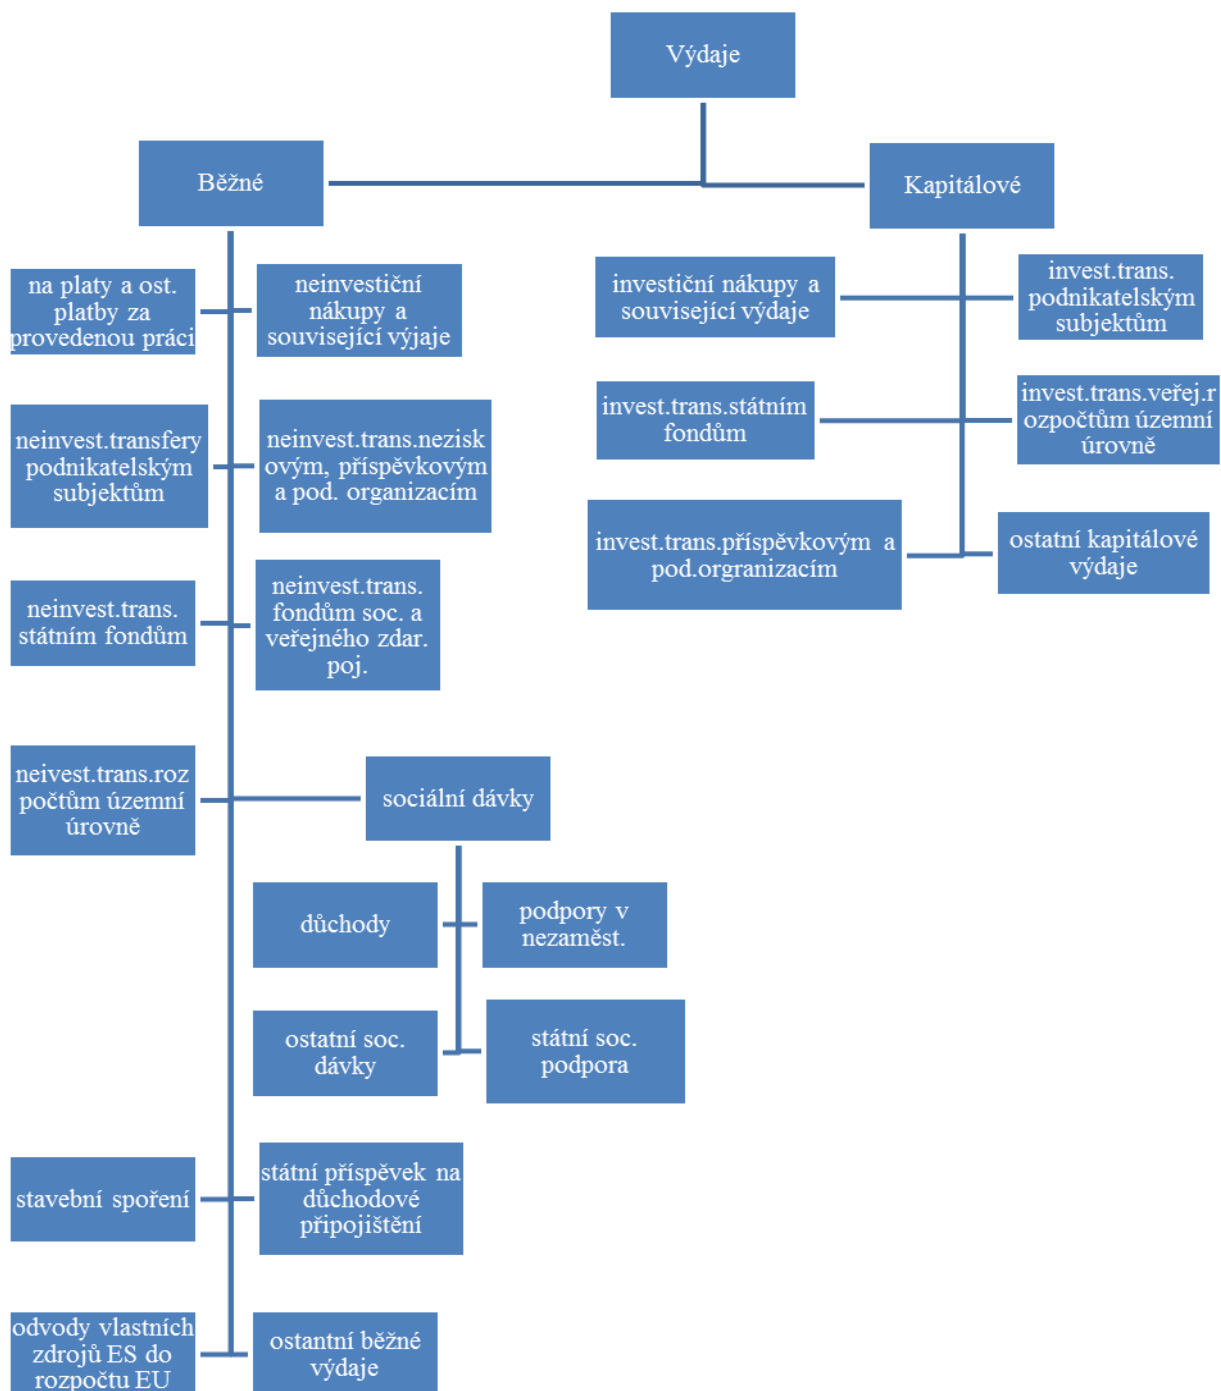 Výdaje
Běžné
Kapitálové
na platy a ost.
platby za
provedenou práci
neinvestiční
nákupy a
související výjaje
investiční nákupy a
související výdaje
invest.trans.
podnikatelským
subjektům
neinvest.transfery
podnikatelským
subjektům
neinvest.trans.nezisk
ovým, příspěvkovým
a pod. organizacím
invest.trans.státním
fondům
invest.trans.veřej.r
ozpočtům územní
úrovně
invest.trans.příspěvkovým a
pod.orgranizacím
ostatní kapitálové
výdaje
neinvest.trans.
státním fondům
neinvest.trans.
fondům soc. a
veřejného zdar.
poj.
neivest.trans.roz
počtům územní
úrovně
sociální dávky
důchody
podpory v
nezaměst.
ostatní soc.
dávky
státní soc.
podpora
stavební spoření
státní příspěvek na
důchodové
připojištění
odvody vlastních
zdrojů ES do
rozpočtu EU
ostantní běžné
výdaje